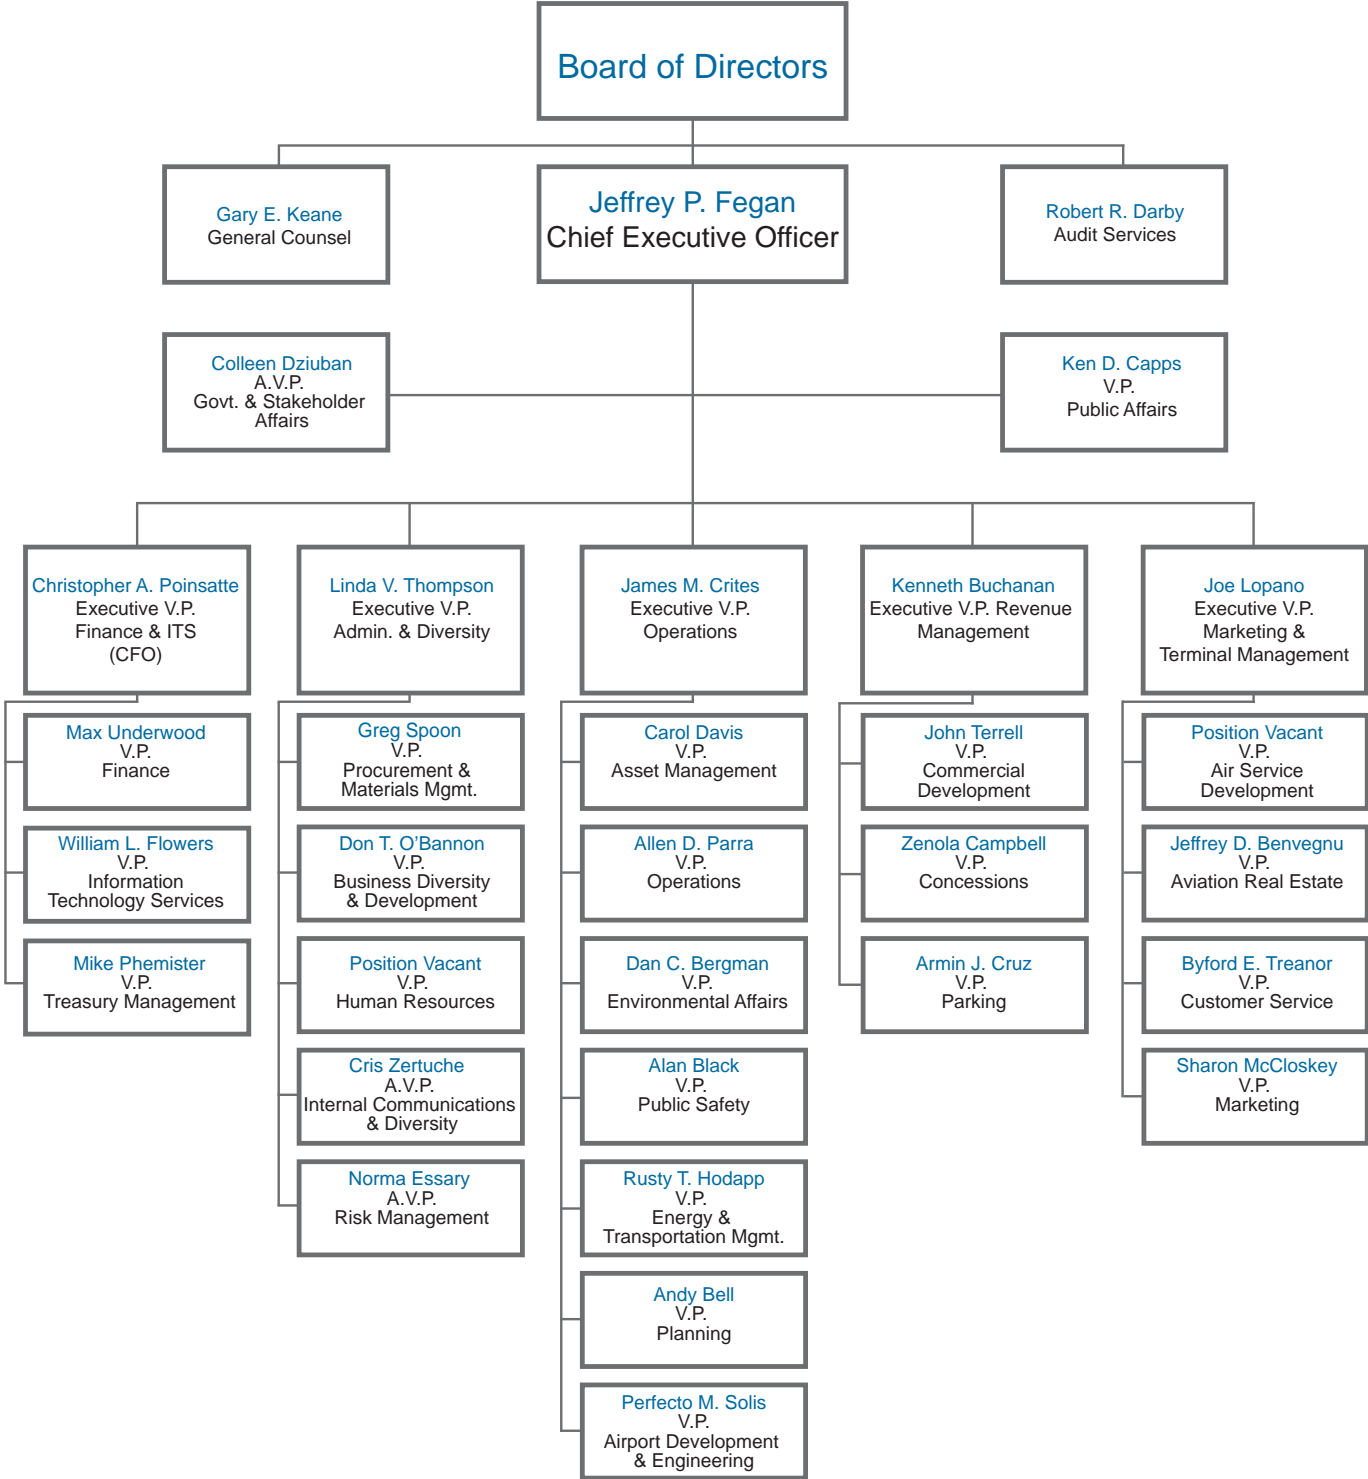 Board of Directors
Gary E. Keane
General Counsel
Jeffrey P. Fegan
Chief Executive Officer
Robert R. Darby
Audit Services
Colleen Dziuban
A.V.P.
Govt. & Stakeholder
Affairs
Ken D. Capps
V.P.
Public Affairs
Christopher A. Poinsatte
Executive V.P.
Finance & ITS
(CFO)
Linda V. Thompson
Executive V.P.
Admin. & Diversity
James M. Crites
Executive V.P.
Operations
Kenneth Buchanan
Executive V.P. Revenue
Management
Joe Lopano
Executive V.P.
Marketing &
Terminal Management
Max Underwood
V.P.
Finance
William L. Flowers
V.P.
Information
Technology Services
Mike Phemister
V.P.
Treasury Management
Greg Spoon
V.P.
Procurement &
Materials Mgmt.
Don T. O'Bannon
V.P.
Business Diversity
& Development
Position Vacant
V.P.
Human Resources
Cris Zertuche
A.V.P.
Internal Communications
& Diversity
Norma Essary
A.V.P.
Risk Management
Carol Davis
V.P.
Asset Management
Allen D. Parra
V.P.
Operations
Dan C. Bergman
V.P.
Environmental Affairs
Alan Black
V.P.
Public Safety
Rusty T. Hodapp
V.P.
Energy &
Transportation Mgmt.
Andy Bell
V.P.
Planning
Perfecto M. Solis
V.P.
Airport Development
& Engineering
John Terrell
V.P.
Commercial
Development
Zenola Campbell
V.P.
Concessions
Armin J. Cruz
V.P.
Parking
Position Vacant
V.P.
Air Service
Development
Jeffrey D. Benvegnu
V.P.
Aviation Real Estate
Byford E. Treanor
V.P.
Customer Service
Sharon McCloskey
V.P.
Marketing